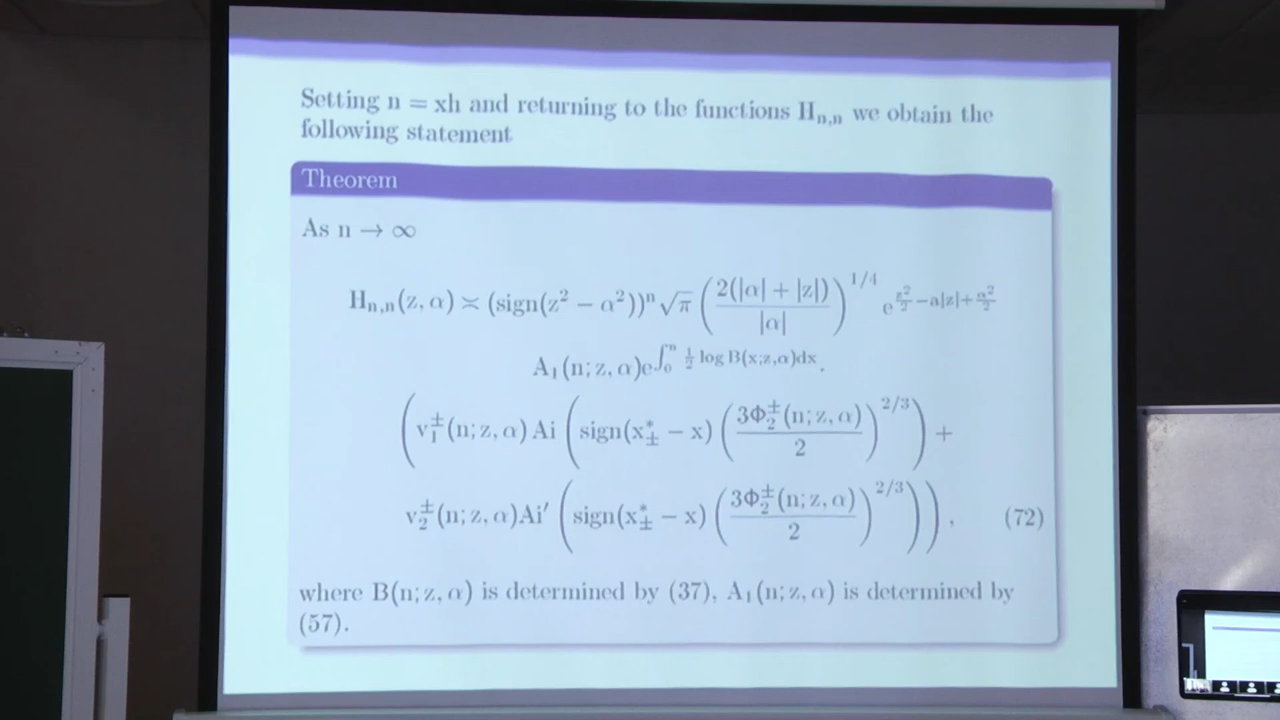 Setting n = xh and returning to the functions Hₙ,ₙ we obtain the
following statement
Theorem
As n → ∞
Hₙ,ₙ(z, α) ≍ (sign(z² − α²))ⁿ √π (2(|α| + |z|) / |α|)^{1/4} e^{z²/2 − a|z| + α²/2}
A₁(n; z, α)e^{∫₀ⁿ ½ log B(x;z,α)dx}.
(v₁^±(n; z, α) Ai (sign(x*_± − x) (3Φ₂^±(n; z, α) / 2)^{2/3}) +
v₂^±(n; z, α)Ai′ (sign(x*_± − x) (3Φ₂^±(n; z, α) / 2)^{2/3})), (72)
where B(n; z, α) is determined by (37), A₁(n; z, α) is determined by
(57).